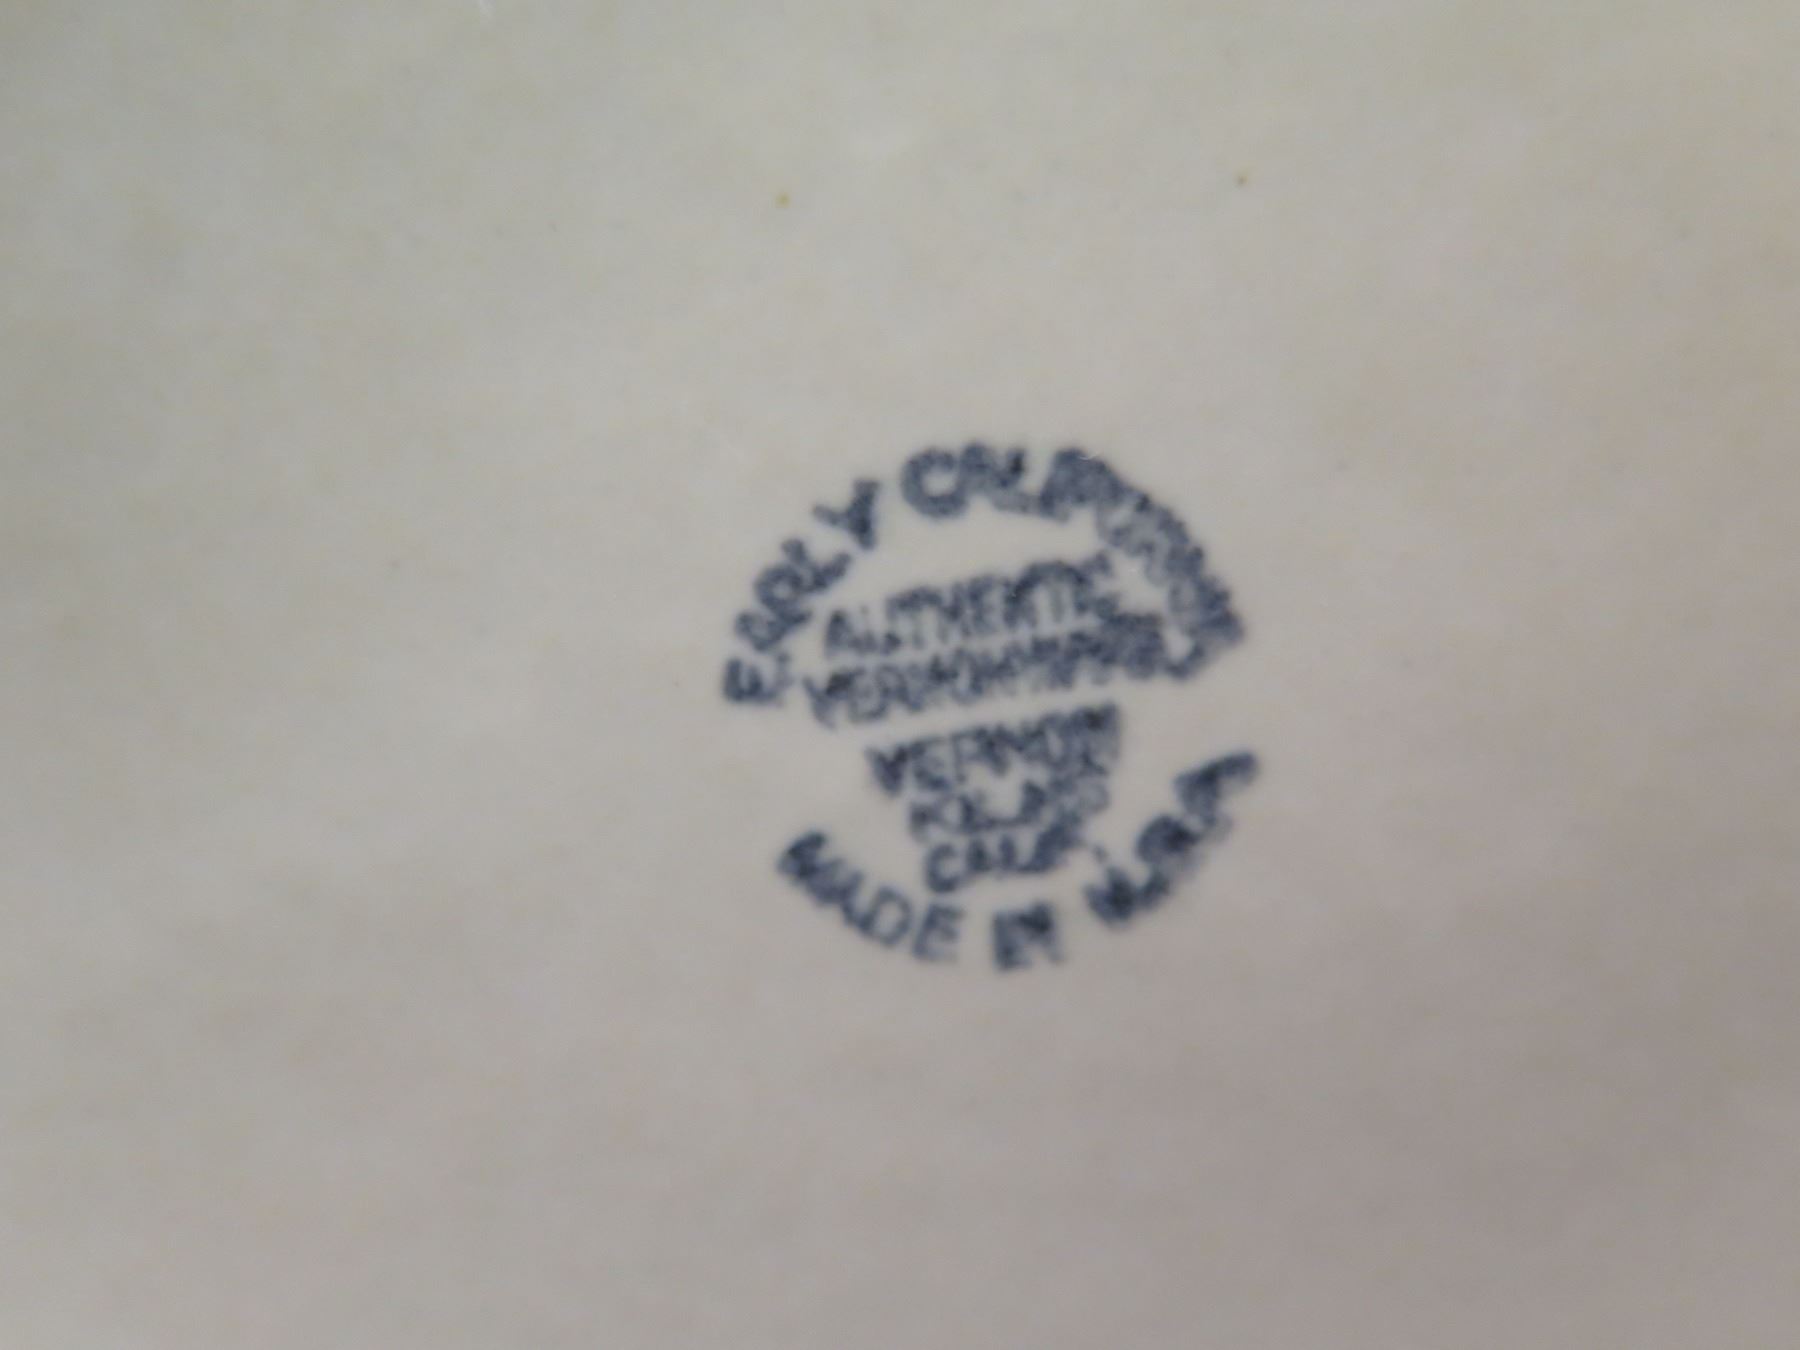 EARLY CALIFORNIA
AUTHENTIC
VERNONWARE
VERNON
KILNS
CALIF.
MADE IN U.S.A.